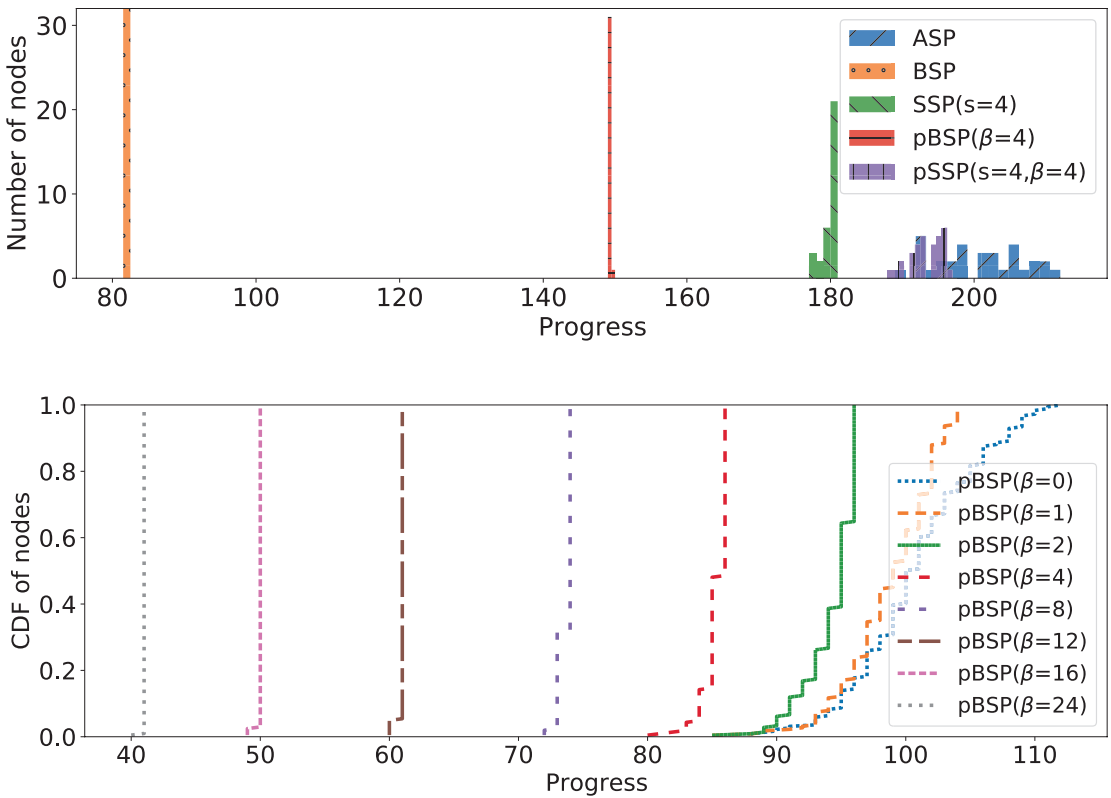 Number of nodes
30
20
10
0
80 100 120 140 160 180 200
Progress
ASP
BSP
SSP(s=4)
pBSP(β=4)
pSSP(s=4,β=4)
CDF of nodes
1.0
0.8
0.6
0.4
0.2
0.0
40 50 60 70 80 90 100 110
Progress
pBSP(β=0)
pBSP(β=1)
pBSP(β=2)
pBSP(β=4)
pBSP(β=8)
pBSP(β=12)
pBSP(β=16)
pBSP(β=24)